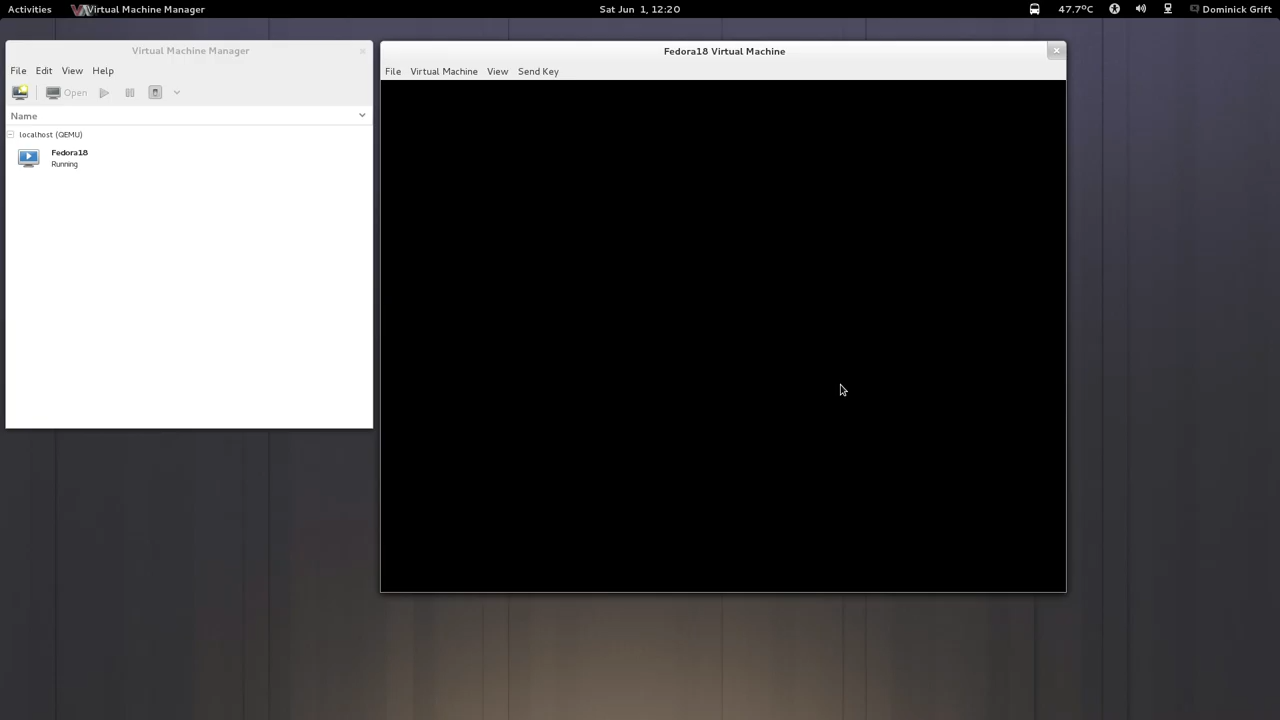 Activities Virtual Machine Manager Sat Jun 1, 12:20 47.7°C Dominick Grift
Virtual Machine Manager
File Edit View Help
Open
Name
localhost (QEMU)
Fedora18
Running
Fedora18 Virtual Machine
File Virtual Machine View Send Key